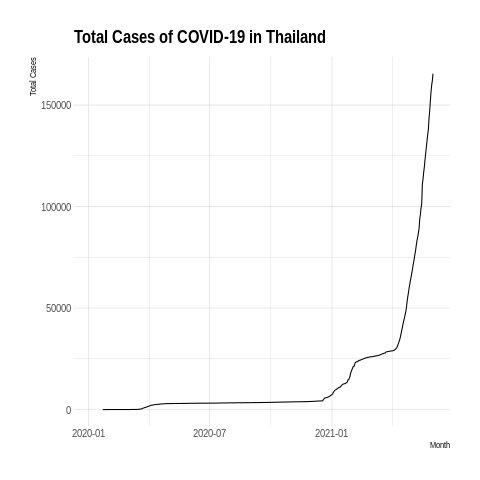 Total Cases of COVID-19 in Thailand
Total Cases
150000
100000
50000
0
2020-01 2020-07 2021-01
Month